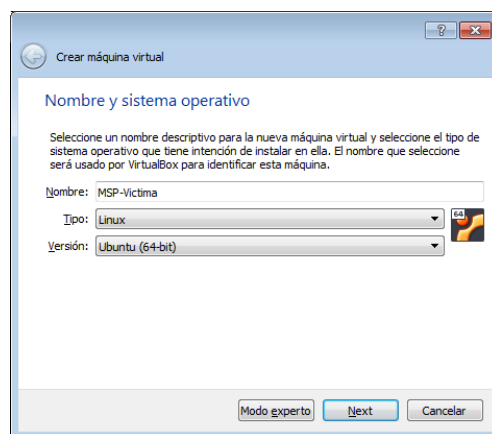 ?
Crear máquina virtual
Nombre y sistema operativo
Seleccione un nombre descriptivo para la nueva máquina virtual y seleccione el tipo de
sistema operativo que tiene intención de instalar en ella. El nombre que seleccione
será usado por VirtualBox para identificar esta máquina.
Nombre: MSP-Victima
Tipo: Linux
64
Versión: Ubuntu (64-bit)
Modo experto Next Cancelar